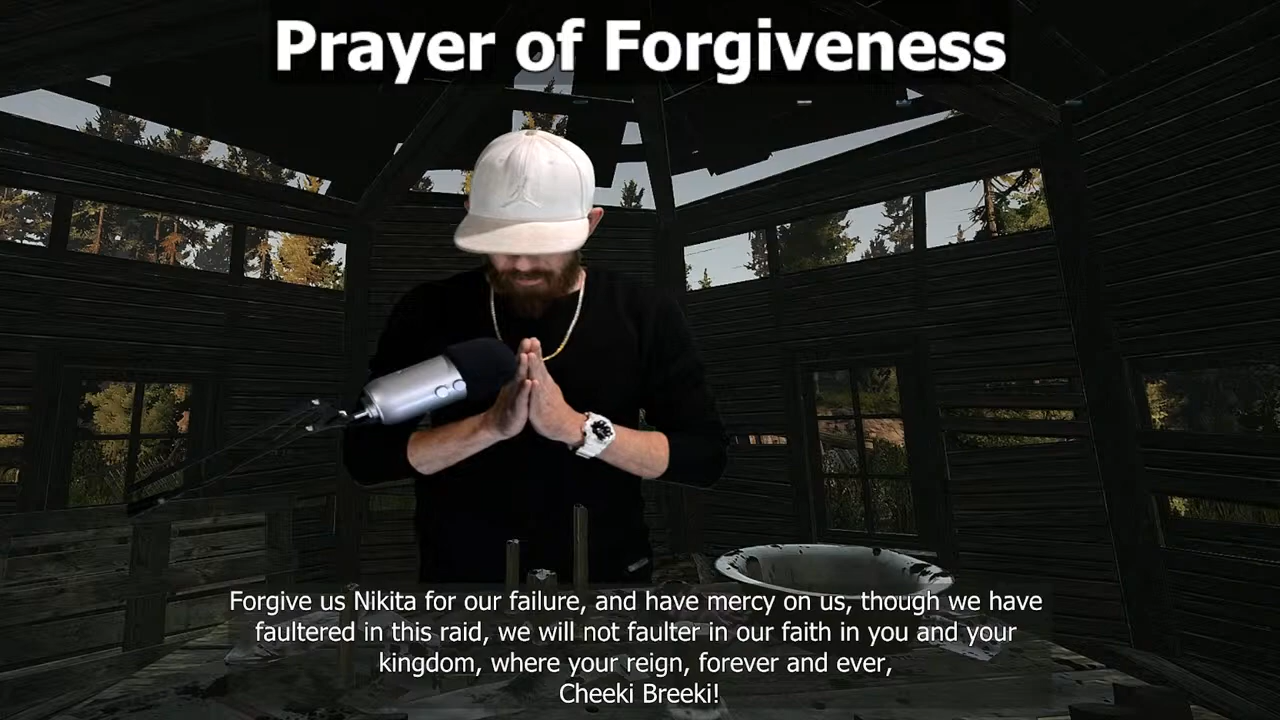 Prayer of Forgiveness
Forgive us Nikita for our failure, and have mercy on us, though we have
faultered in this raid, we will not faulter in our faith in you and your
kingdom, where your reign, forever and ever,
Cheeki Breeki!